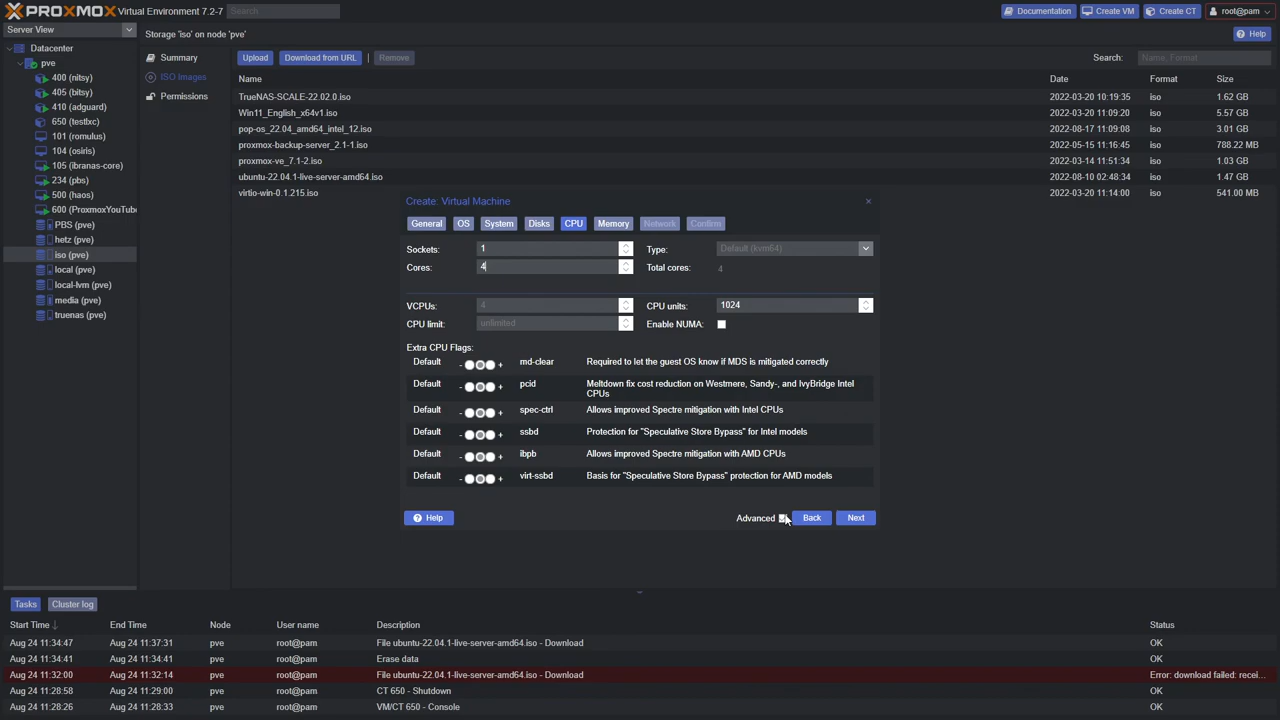 PROXMOX Virtual Environment 7.2-7 Search Documentation Create VM Create CT root@pam
Server View
Storage 'iso' on node 'pve' Help
Datacenter
pve
400 (nitsy)
405 (bitsy)
410 (adguard)
650 (testlxc)
101 (romulus)
104 (osiris)
105 (ibranas-core)
234 (pbs)
500 (haos)
600 (ProxmoxYouTub
PBS (pve)
hetz (pve)
iso (pve)
local (pve)
local-lvm (pve)
media (pve)
truenas (pve)
Summary
ISO Images
Permissions
Upload Download from URL Remove Search: Name, Format
Name Date Format Size
TrueNAS-SCALE-22.02.0.iso 2022-03-20 10:19:35 iso 1.62 GB
Win11_English_x64v1.iso 2022-03-20 11:09:20 iso 5.57 GB
pop-os_22.04_amd64_intel_12.iso 2022-08-17 11:09:08 iso 3.01 GB
proxmox-backup-server_2.1-1.iso 2022-05-15 11:16:45 iso 788.22 MB
proxmox-ve_7.1-2.iso 2022-03-14 11:51:34 iso 1.03 GB
ubuntu-22.04.1-live-server-amd64.iso 2022-08-10 02:48:34 iso 1.47 GB
virtio-win-0.1.215.iso 2022-03-20 11:14:00 iso 541.00 MB
Create: Virtual Machine
General OS System Disks CPU Memory Network Confirm
Sockets: 1 Type: Default (kvm64)
Cores: 4 Total cores: 4
VCPUs: 4 CPU units: 1024
CPU limit: unlimited Enable NUMA:
Extra CPU Flags:
Default - + md-clear Required to let the guest OS know if MDS is mitigated correctly
Default - + pcid Meltdown fix cost reduction on Westmere, Sandy-, and IvyBridge Intel
CPUs
Default - + spec-ctrl Allows improved Spectre mitigation with Intel CPUs
Default - + ssbd Protection for "Speculative Store Bypass" for Intel models
Default - + ibpb Allows improved Spectre mitigation with AMD CPUs
Default - + virt-ssbd Basis for "Speculative Store Bypass" protection for AMD models
Help Advanced Back Next
Tasks Cluster log
Start Time End Time Node User name Description Status
Aug 24 11:34:47 Aug 24 11:37:31 pve root@pam File ubuntu-22.04.1-live-server-amd64.iso - Download OK
Aug 24 11:34:41 Aug 24 11:34:41 pve root@pam Erase data OK
Aug 24 11:32:00 Aug 24 11:32:14 pve root@pam File ubuntu-22.04.1-live-server-amd64.iso - Download Error: download failed: recei...
Aug 24 11:28:58 Aug 24 11:29:00 pve root@pam CT 650 - Shutdown OK
Aug 24 11:28:26 Aug 24 11:28:33 pve root@pam VM/CT 650 - Console OK